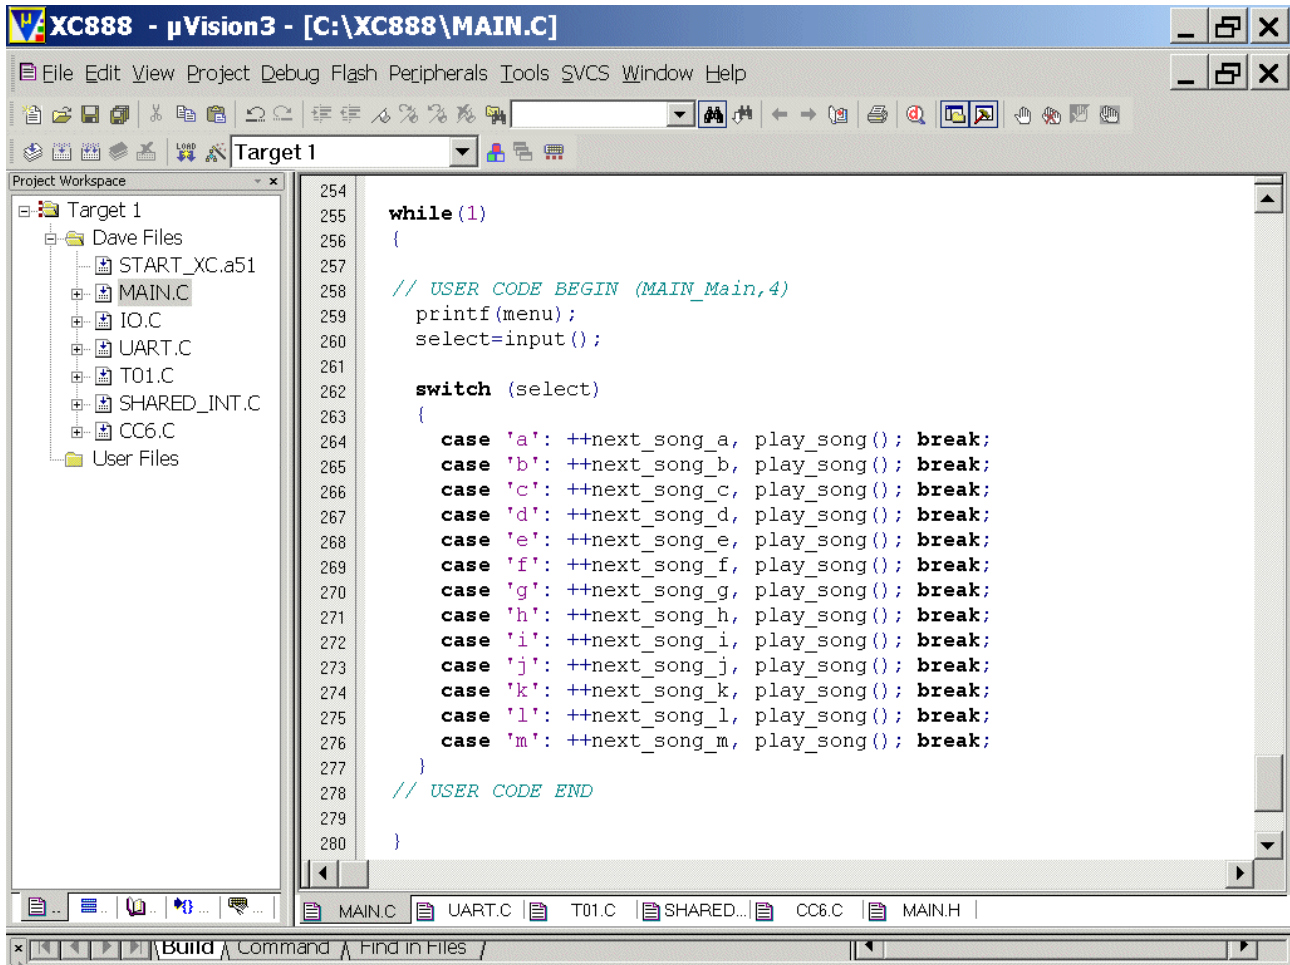 XC888 - µVision3 - [C:\XC888\MAIN.C]
File Edit View Project Debug Flash Peripherals Tools SVCS Window Help
LOAD
Target 1
Project Workspace
Target 1
Dave Files
START_XC.a51
MAIN.C
IO.C
UART.C
T01.C
SHARED_INT.C
CC6.C
User Files
254
255 while(1)
256 {
257
258 // USER CODE BEGIN (MAIN_Main,4)
259 printf(menu);
260 select=input();
261
262 switch (select)
263 {
264 case 'a': ++next_song_a, play_song(); break;
265 case 'b': ++next_song_b, play_song(); break;
266 case 'c': ++next_song_c, play_song(); break;
267 case 'd': ++next_song_d, play_song(); break;
268 case 'e': ++next_song_e, play_song(); break;
269 case 'f': ++next_song_f, play_song(); break;
270 case 'g': ++next_song_g, play_song(); break;
271 case 'h': ++next_song_h, play_song(); break;
272 case 'i': ++next_song_i, play_song(); break;
273 case 'j': ++next_song_j, play_song(); break;
274 case 'k': ++next_song_k, play_song(); break;
275 case 'l': ++next_song_l, play_song(); break;
276 case 'm': ++next_song_m, play_song(); break;
277 }
278 // USER CODE END
279
280 }
MAIN.C UART.C T01.C SHARED... CC6.C MAIN.H
Build Command Find in Files